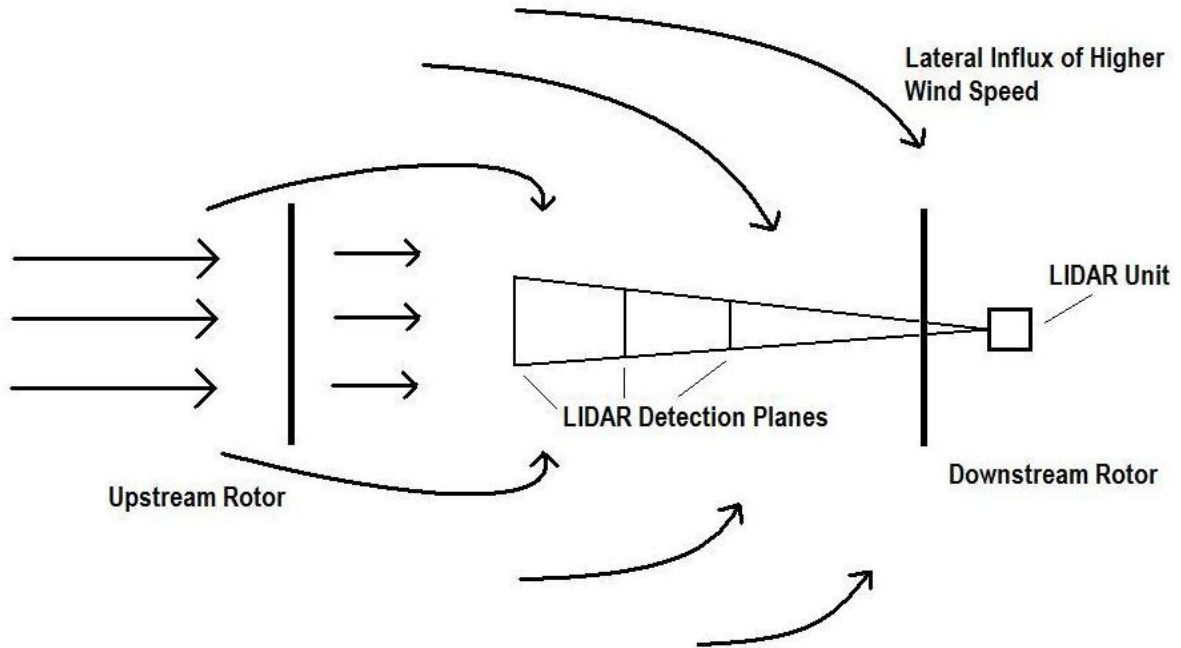 Lateral Influx of Higher
Wind Speed
LIDAR Unit
LIDAR Detection Planes
Downstream Rotor
Upstream Rotor